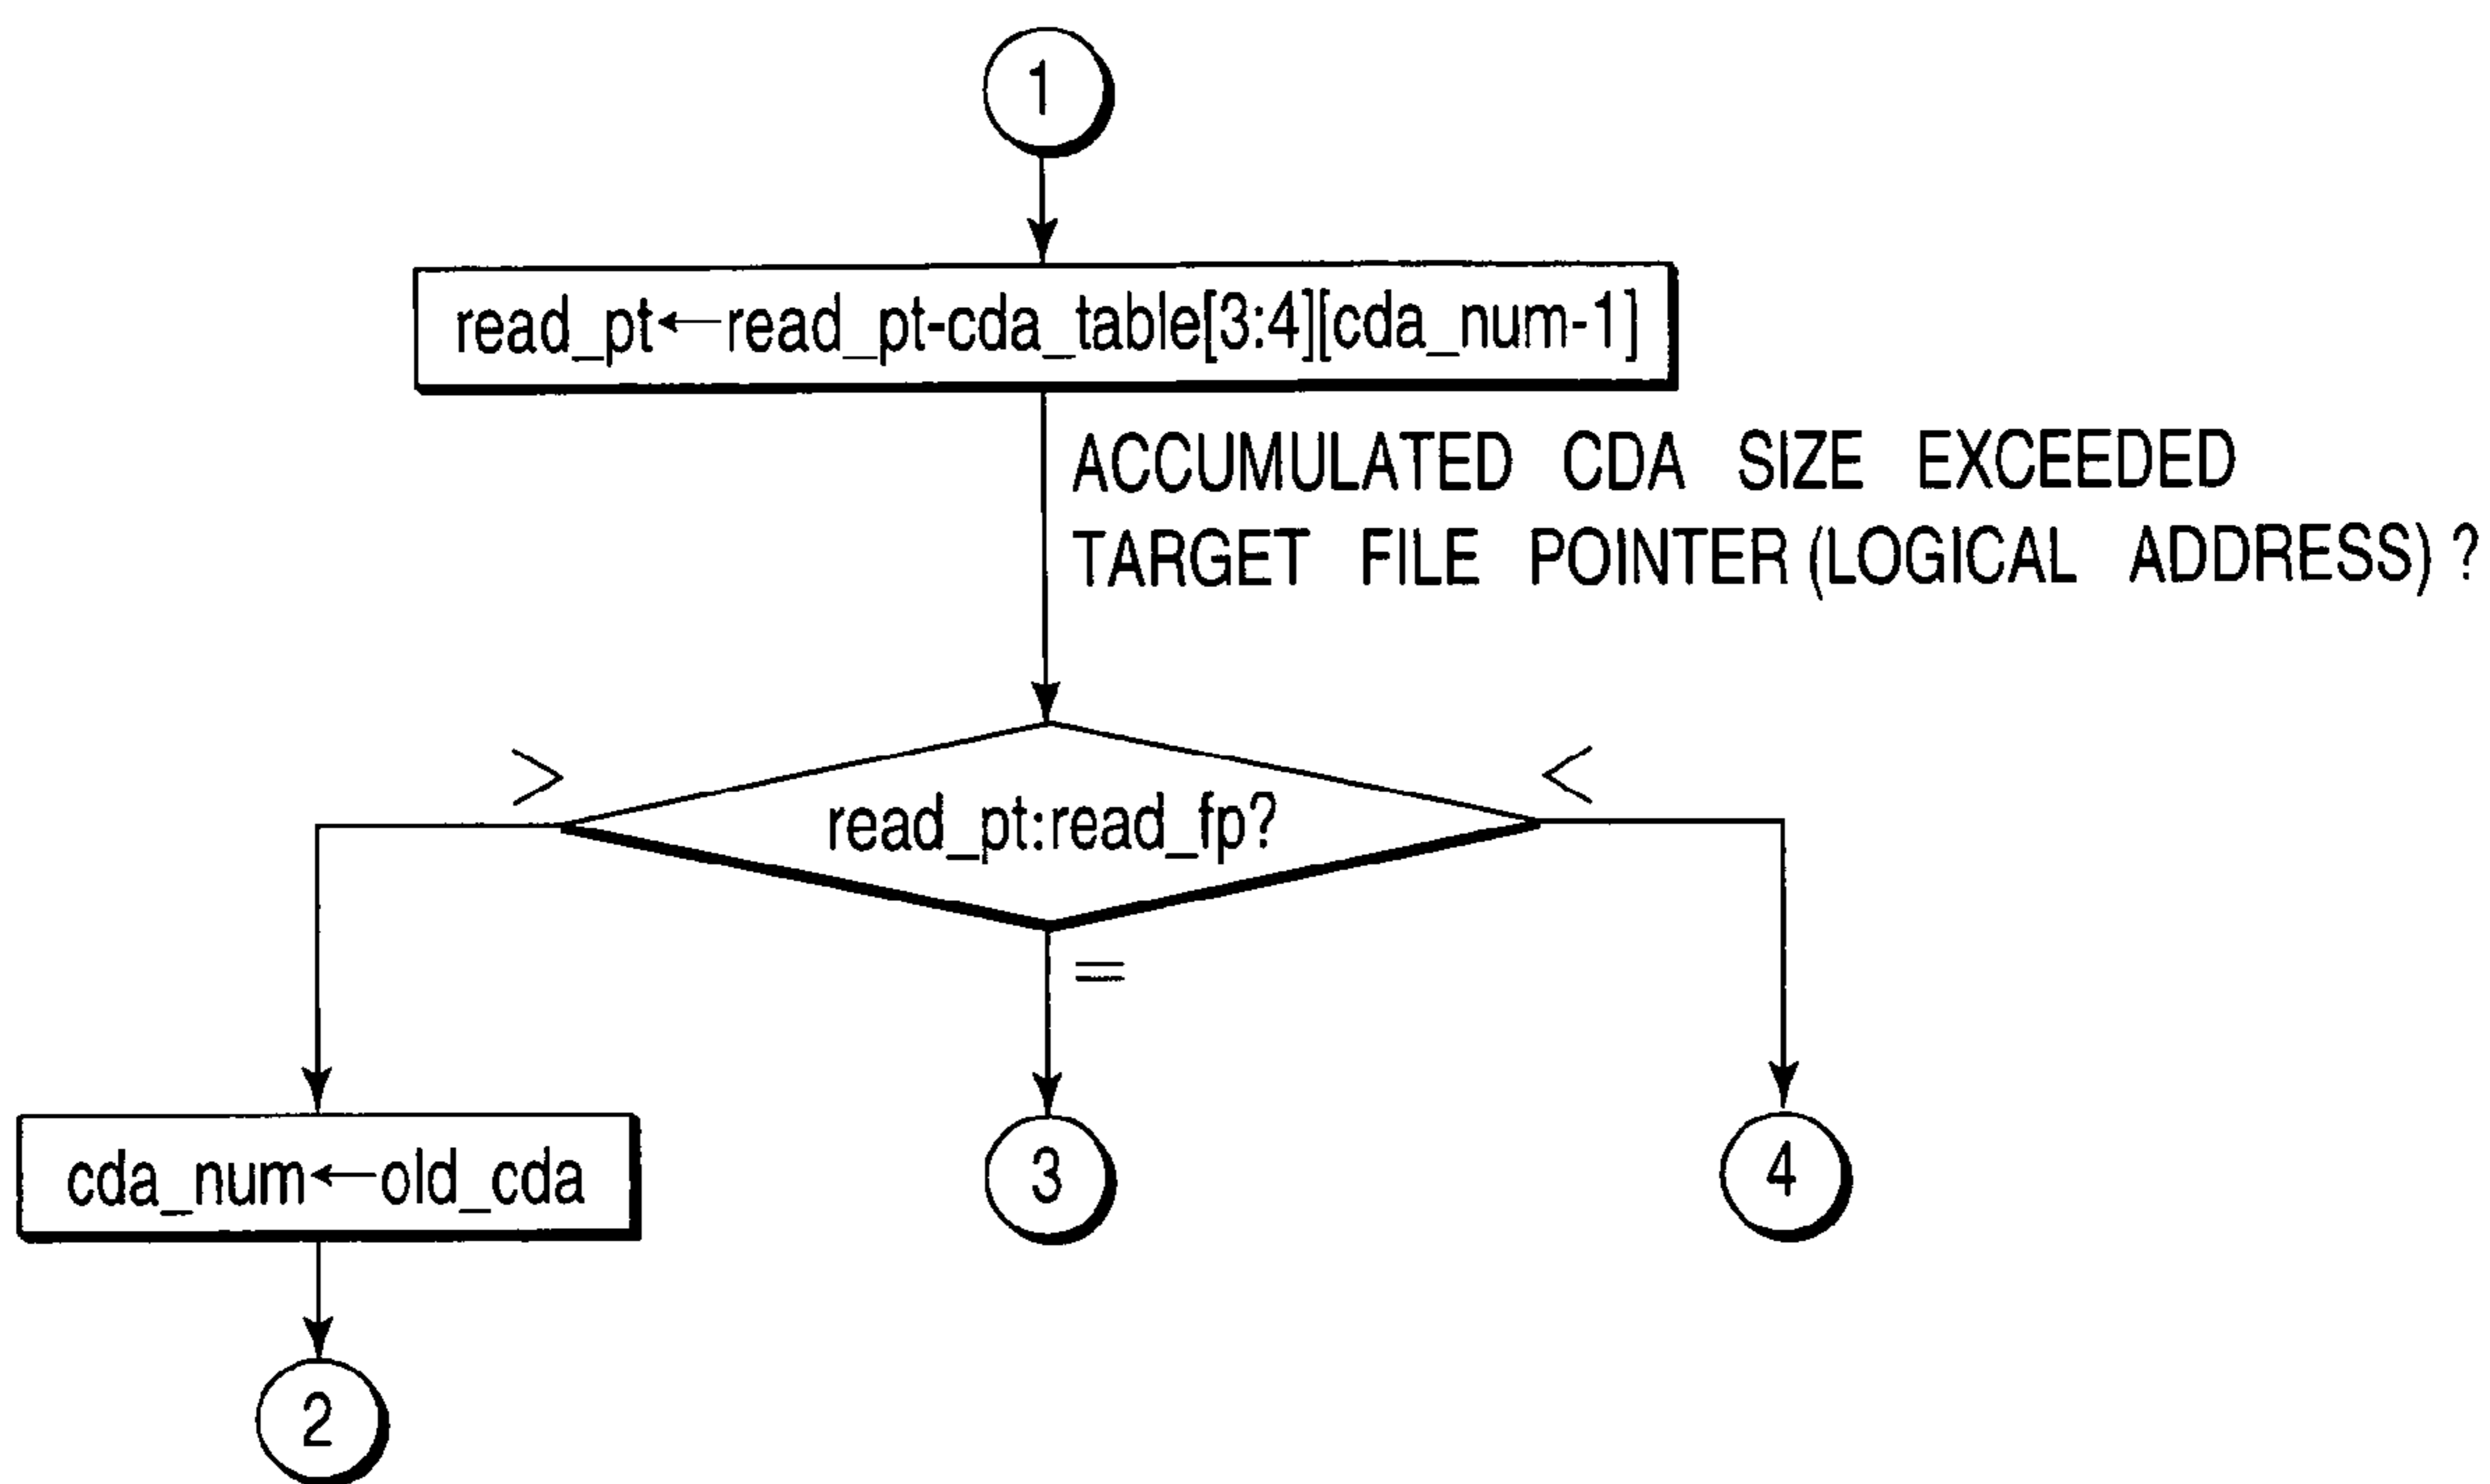 1
read_pt←read_pt-cda_table[3:4][cda_num-1]
ACCUMULATED CDA SIZE EXCEEDED
TARGET FILE POINTER (LOGICAL ADDRESS) ?
> <
read_pt:read_fp?
=
cda_num←old_cda
3
4
2